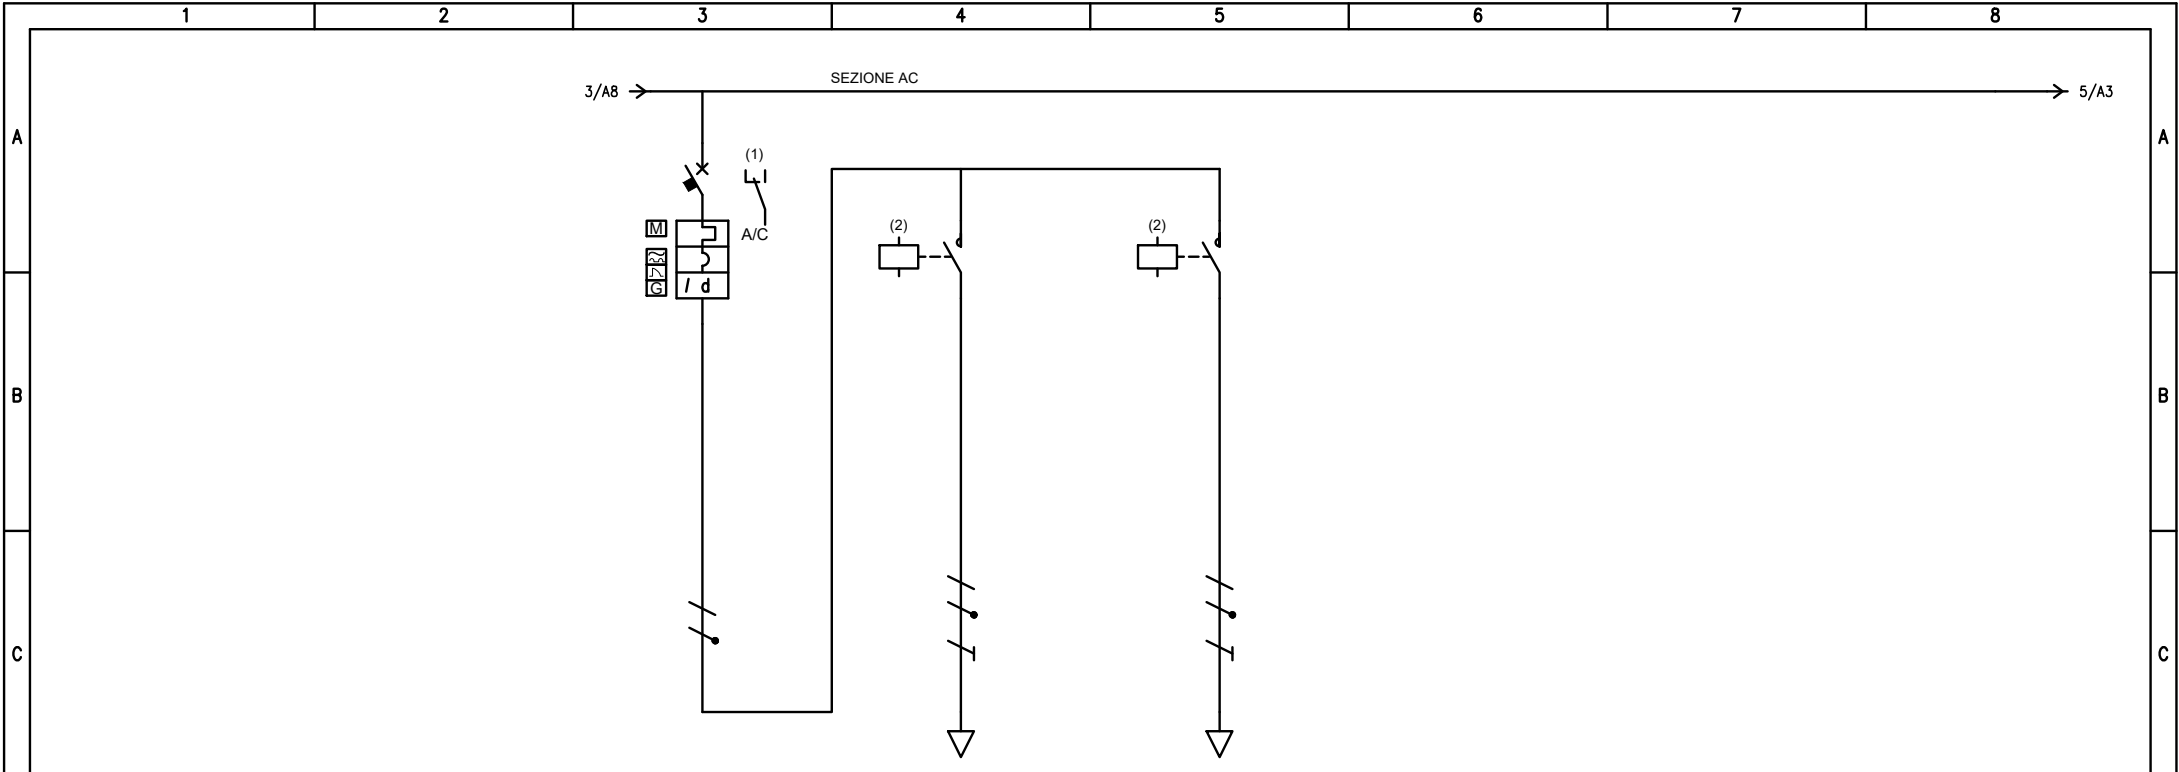 1 2 3 4 5 6 7 8
SEZIONE AC
3/A8 5/A3
A A
(1)
(2) (2)
M A/C
G I d
B B
C C